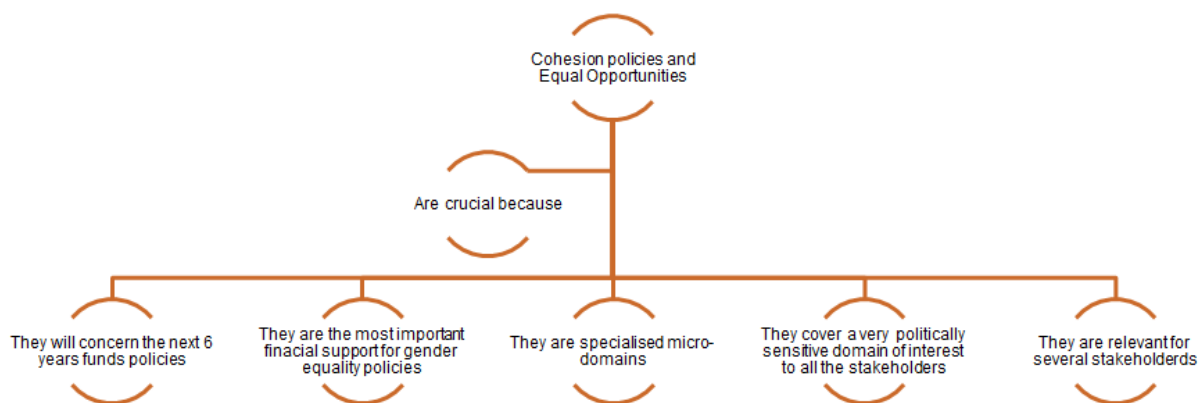 Cohesion policies and
Equal Opportunities
Are crucial because
They will concern the next 6
years funds policies
They are the most important
finacial support for gender
equality policies
They are specialised micro-
domains
They cover a very politically
sensitive domain of interest
to all the stakeholders
They are relevant for
several stakeholderds